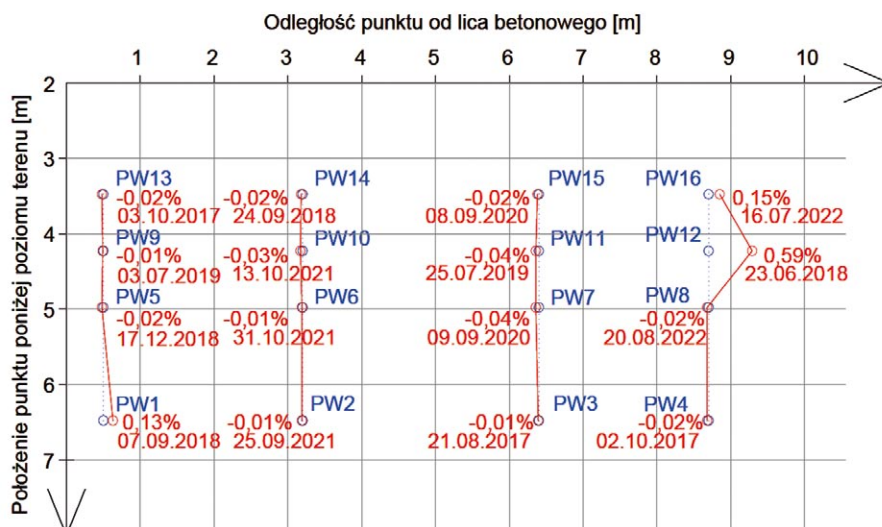 Odległość punktu od lica betonowego [m]
1 2 3 4 5 6 7 8 9 10
Położenie punktu poniżej poziomu terenu [m]
2
3
PW13 PW14 PW15 PW16
-0,02% -0,02% -0,02% 0,15%
03.10.2017 24.09.2018 08.09.2020 16.07.2022
4
PW9 PW10 PW11 PW12
-0,01% -0,03% -0,04% 0,59%
03.07.2019 13.10.2021 25.07.2019 23.06.2018
5
PW5 PW6 PW7 PW8
-0,02% -0,01% -0,04% -0,02%
17.12.2018 31.10.2021 09.09.2020 20.08.2022
6
PW1 PW2 PW3 PW4
0,13% -0,01% -0,01% -0,02%
07.09.2018 25.09.2021 21.08.2017 02.10.2017
7